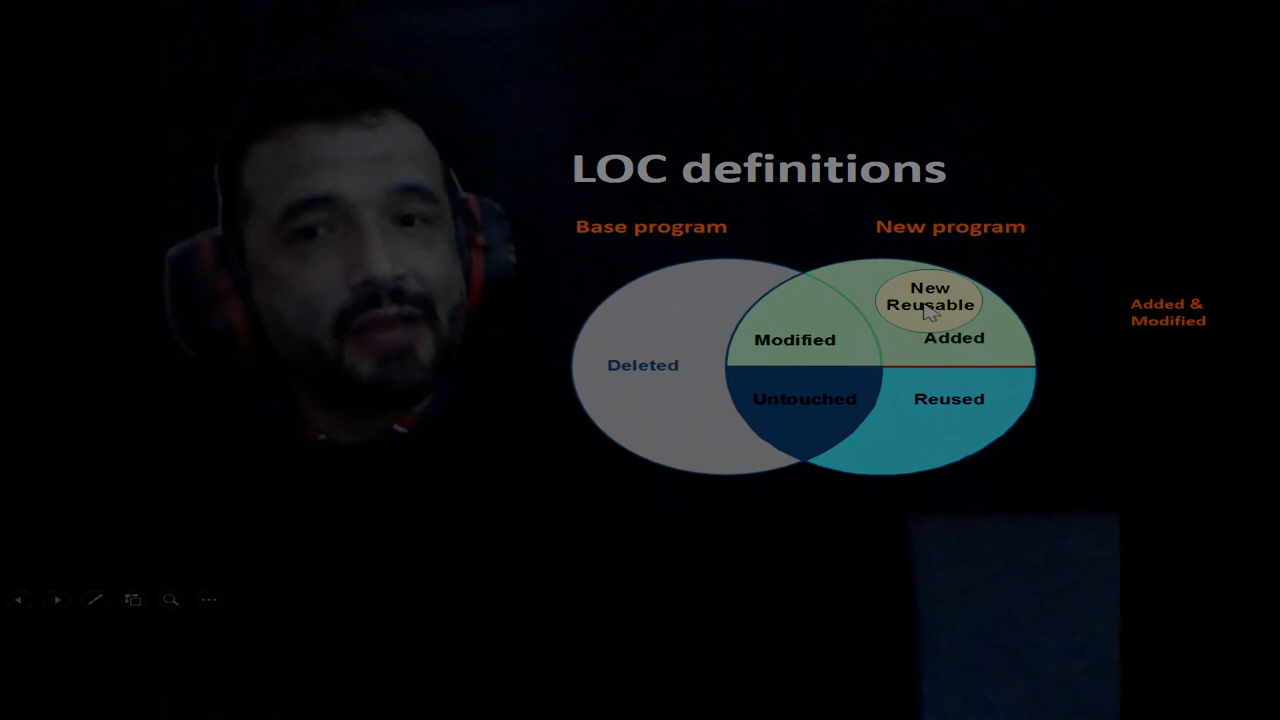 LOC definitions
Base program
New program
New
Reusable
Added &
Modified
Modified
Added
Deleted
Untouched
Reused